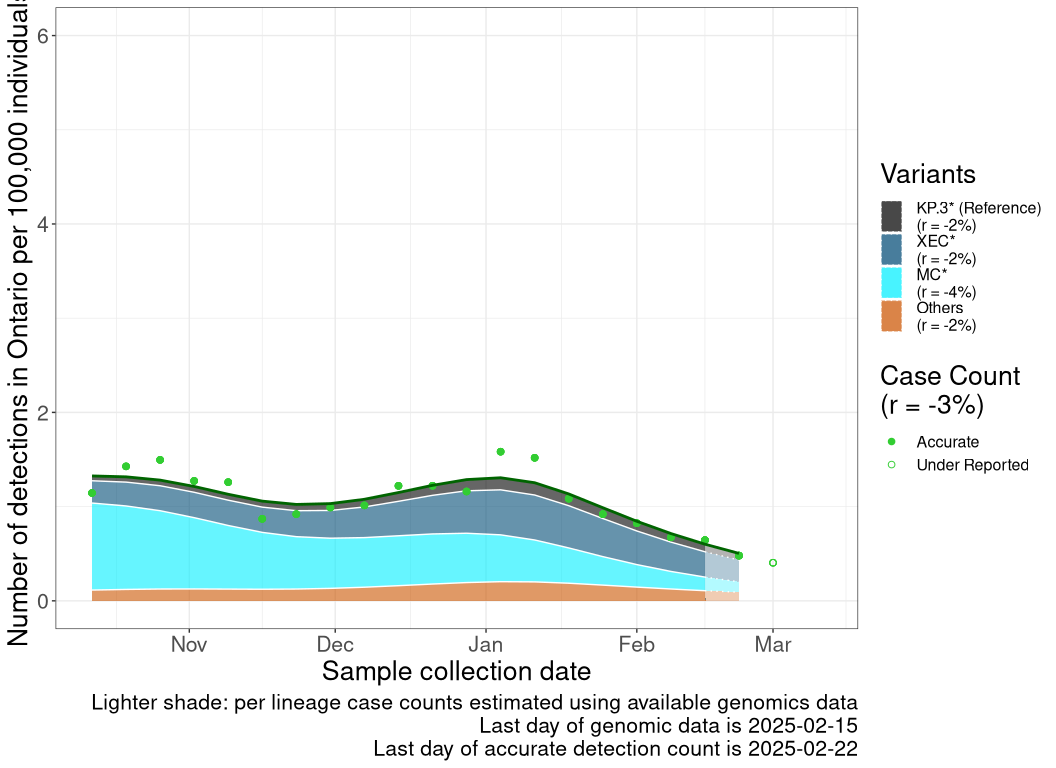 Number of detections in Ontario per 100,000 individuals
6
4
2
0
Nov
Dec
Jan
Feb
Mar
Sample collection date
Lighter shade: per lineage case counts estimated using available genomics data
Last day of genomic data is 2025-02-15
Last day of accurate detection count is 2025-02-22
Variants
KP.3* (Reference)
(r = -2%)
XEC*
(r = -2%)
MC*
(r = -4%)
Others
(r = -2%)
Case Count
(r = -3%)
Accurate
Under Reported